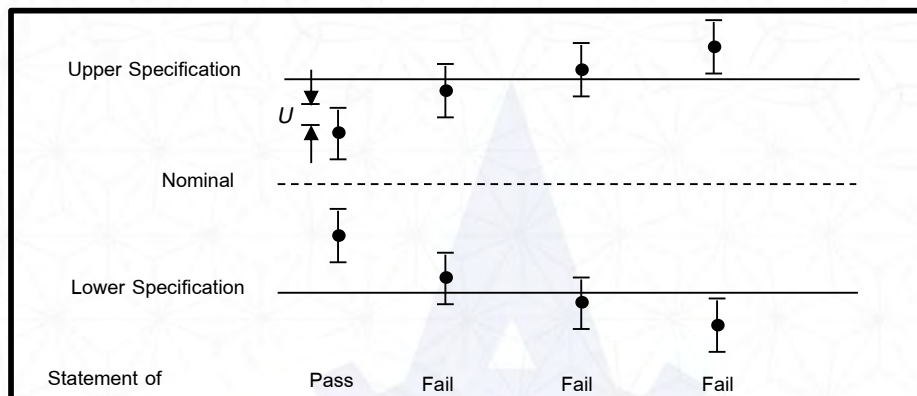 Upper Specification
U
Nominal
Lower Specification
Statement of
Pass Fail Fail Fail